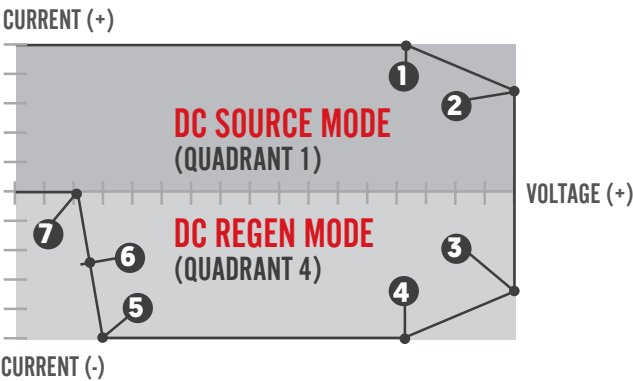 CURRENT (+)
1
2
DC SOURCE MODE
(QUADRANT 1)
VOLTAGE (+)
7
DC REGEN MODE
(QUADRANT 4)
3
6
4
5
CURRENT (-)